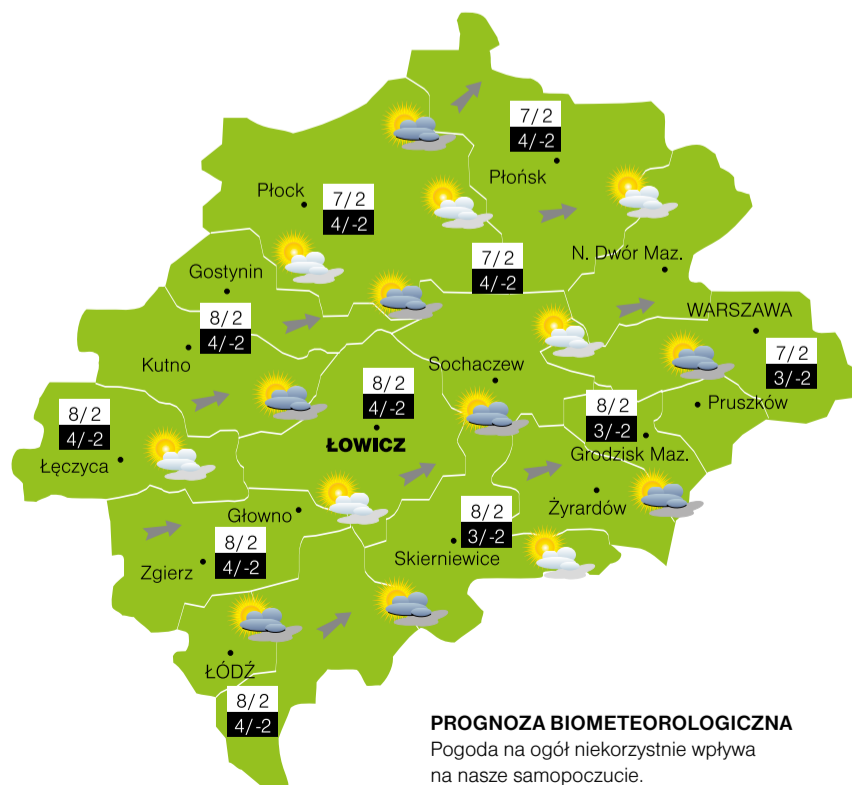 7/2
4/-2
Płońsk
Płock
7/2
4/-2
N. Dwór Maz.
7/2
4/-2
Gostynin
WARSZAWA
8/2
4/-2
Kutno
7/2
3/-2
Sochaczew
8/2
4/-2
ŁOWICZ
8/2
3/-2
Pruszków
Grodzisk Maz.
8/2
4/-2
Łęczyca
Żyrardów
Głowno
8/2
3/-2
Skierniewice
8/2
4/-2
Zgierz
ŁÓDŹ
8/2
4/-2
PROGNOZA BIOMETEOROLOGICZNA
Pogoda na ogół niekorzystnie wpływa
na nasze samopoczucie.